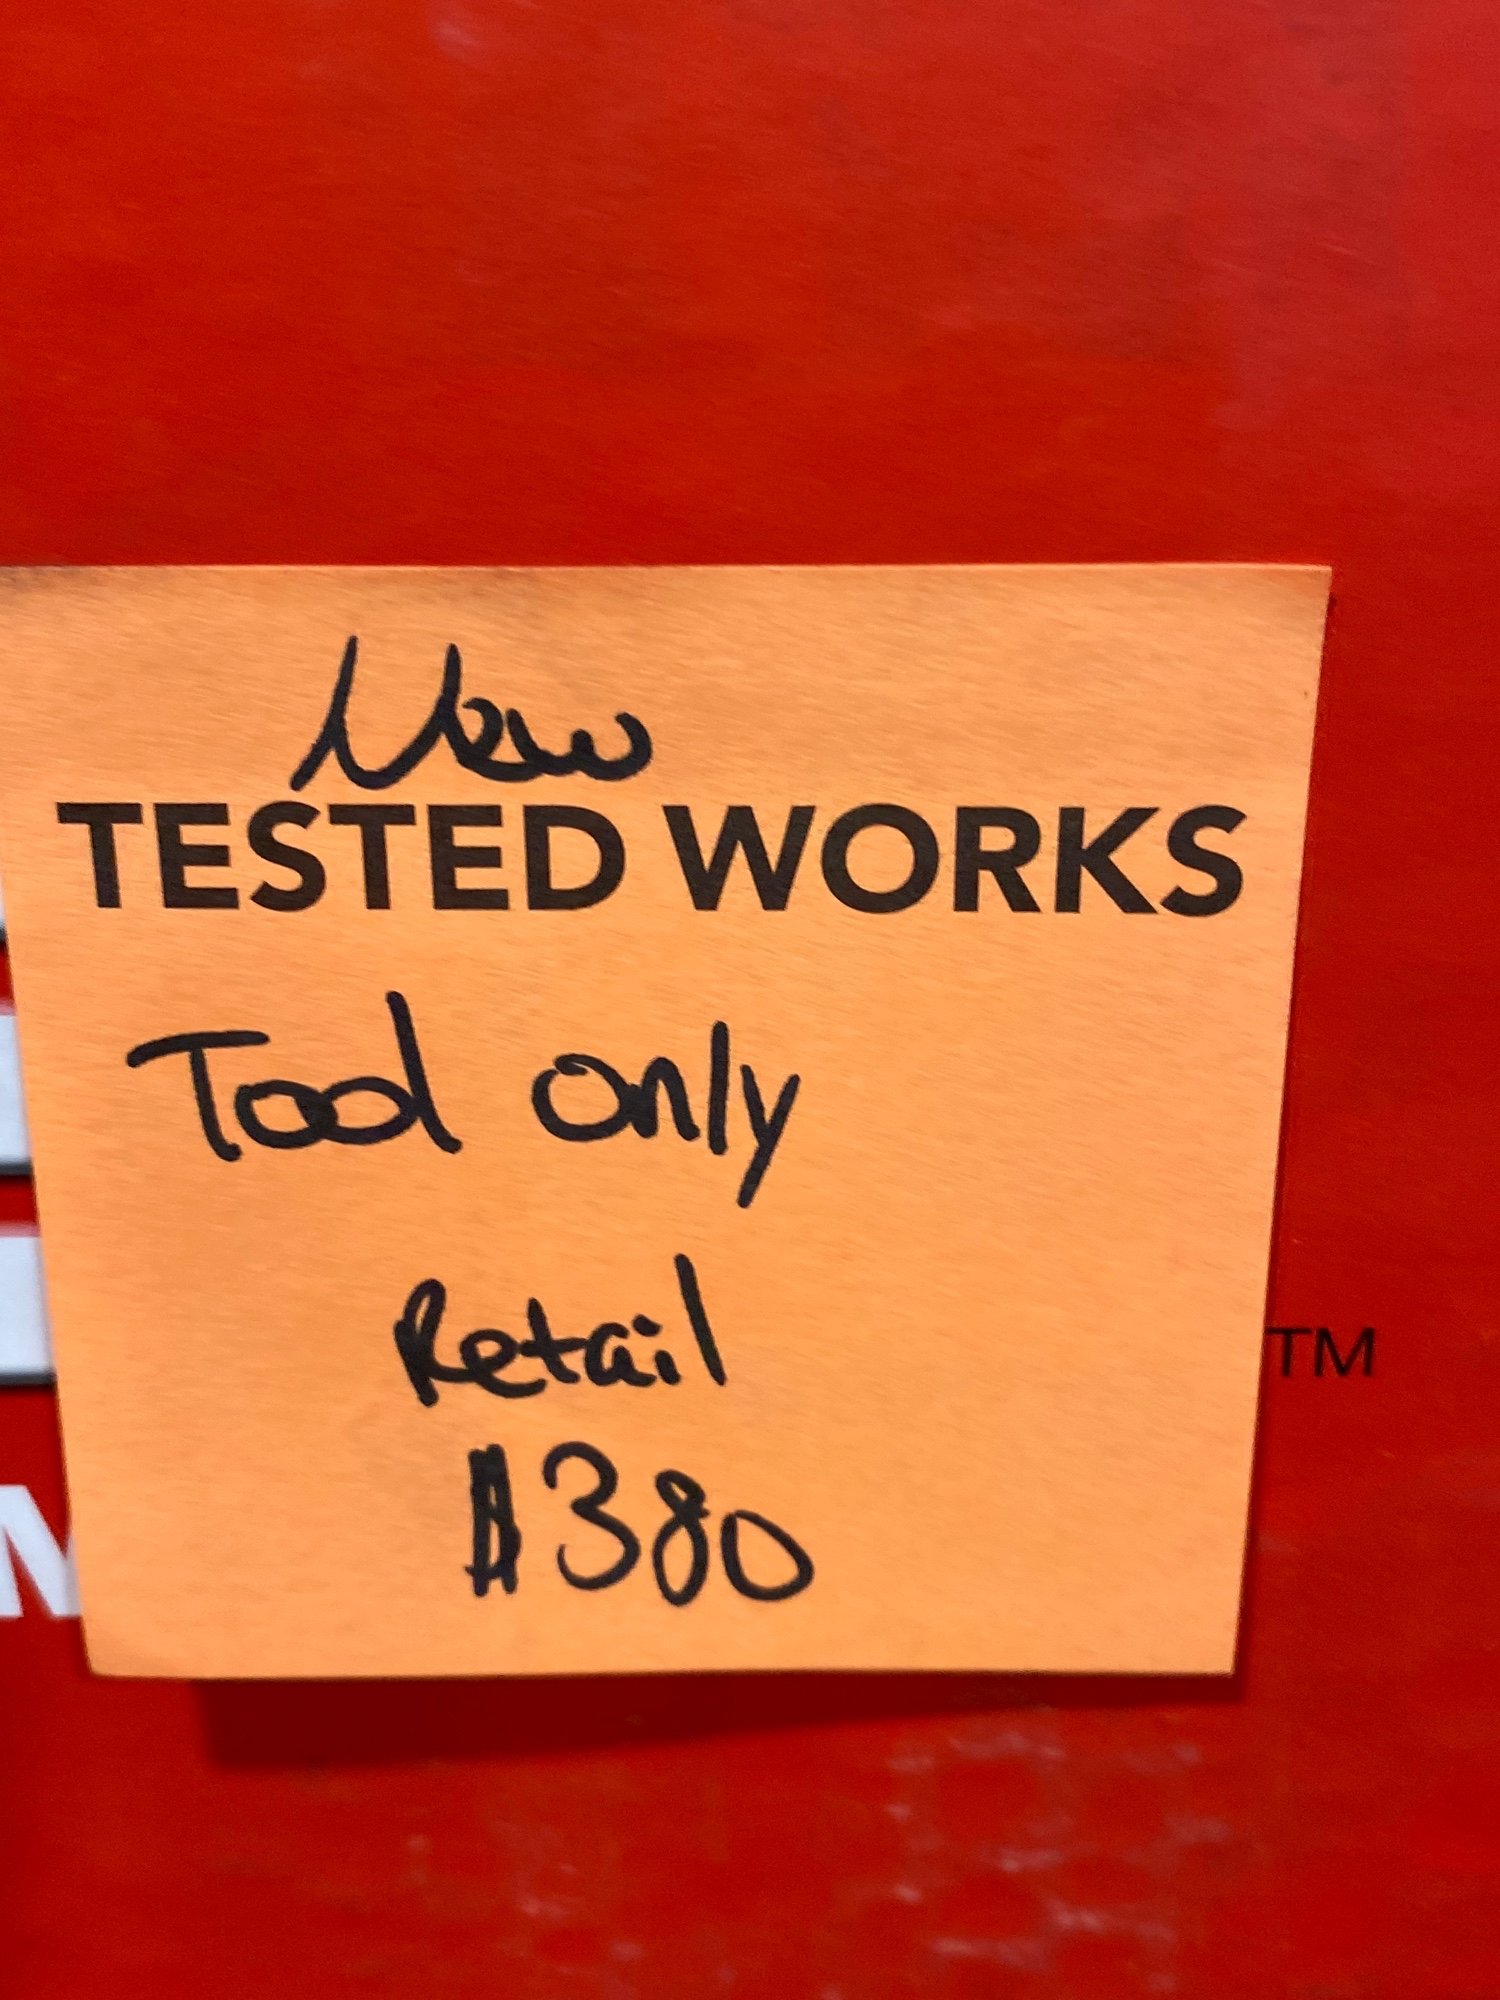 New
TESTED WORKS
Tool only
Retail
TM
$380
M